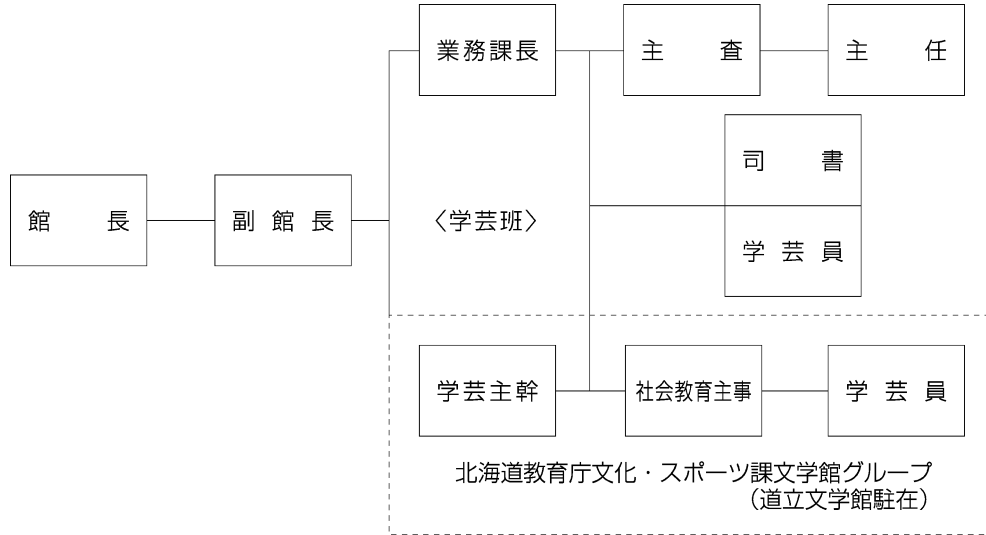 業務課長
主査
主任
司書
館長
副館長
〈学芸班〉
学芸員
学芸主幹
社会教育主事
学芸員
北海道教育庁文化・スポーツ課文学館グループ
（道立文学館駐在）